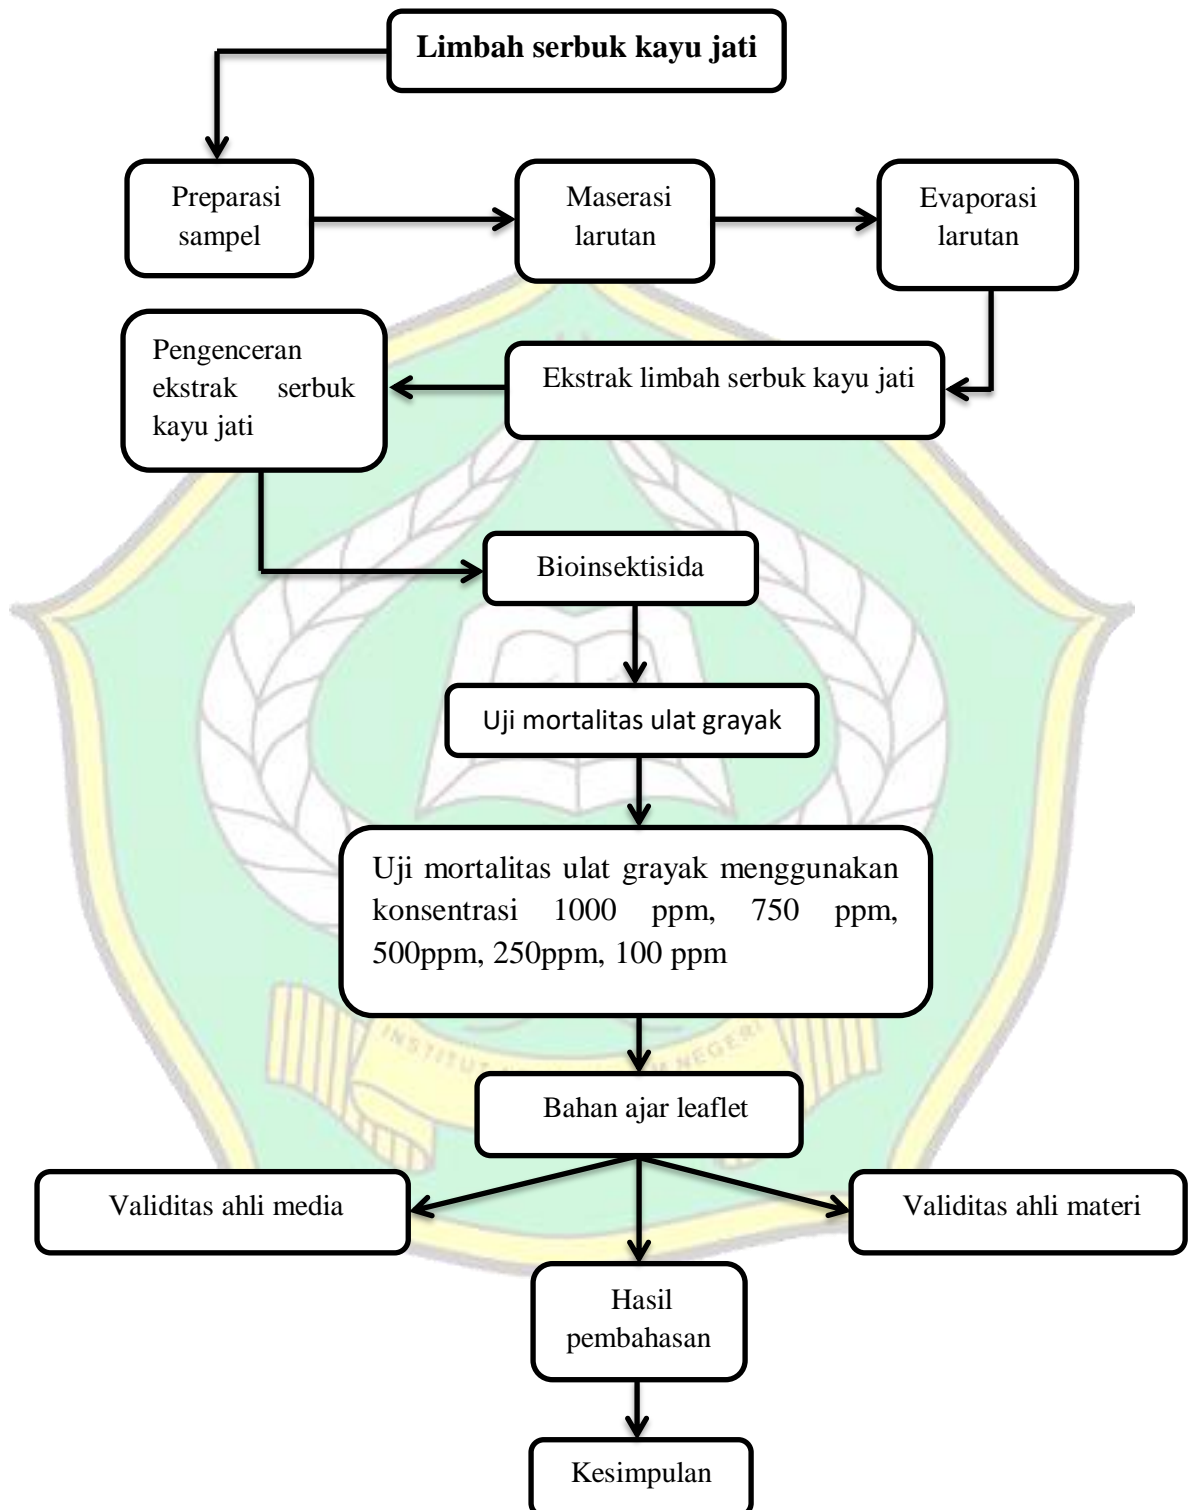 Limbah serbuk kayu jati
Preparasi
sampel
Maserasi
larutan
Evaporasi
larutan
Pengenceran
ekstrak serbuk
kayu jati
Ekstrak limbah serbuk kayu jati
Bioinsektisida
Uji mortalitas ulat grayak
Uji mortalitas ulat grayak menggunakan
konsentrasi 1000 ppm, 750 ppm,
500ppm, 250ppm, 100 ppm
INSTITUT NEGERI
Bahan ajar leaflet
Validitas ahli media
Validitas ahli materi
Hasil
pembahasan
Kesimpulan